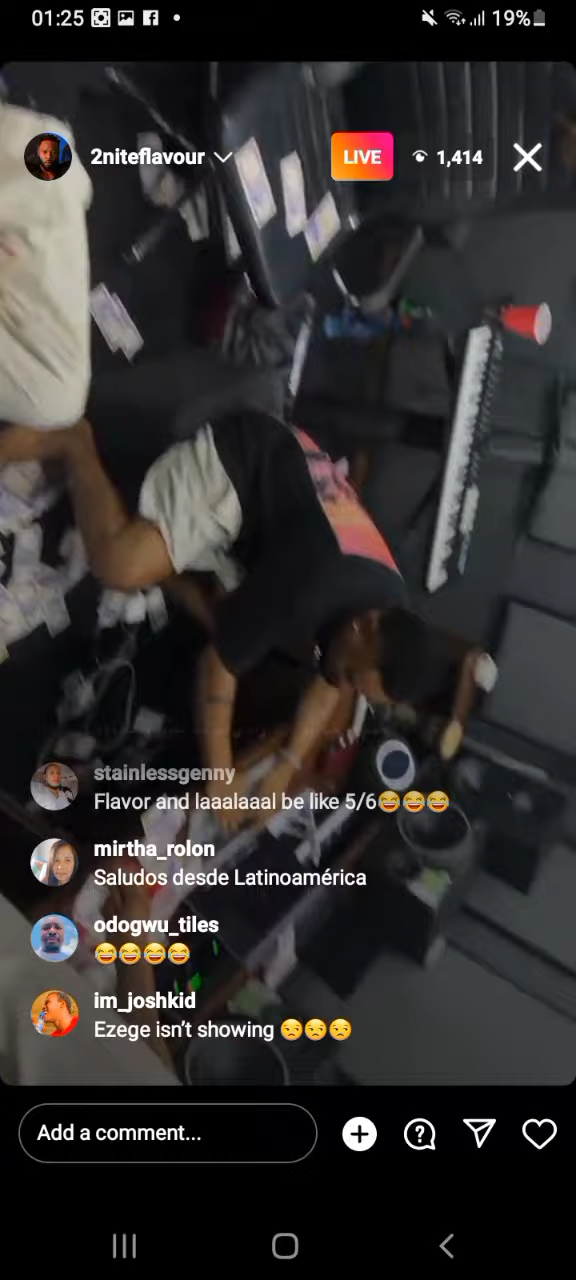 01:25
19%
2niteflavour
LIVE
1,414
stainlessgenny
Flavor and laaalaaal be like 5/6😅😅😅
mirtha_rolon
Saludos desde Latinoamérica
odogwu_tiles
😂😂😂😂
im_joshkid
Ezege isn't showing 😒😒😒
Add a comment...